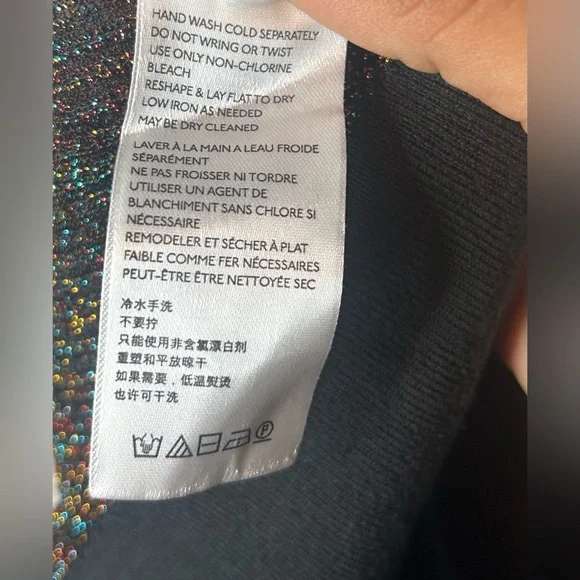 HAND WASH COLD SEPARATELY
DO NOT WRING OR TWIST
USE ONLY NON-CHLORINE
BLEACH
RESHAPE & LAY FLAT TO DRY
LOW IRON AS NEEDED
MAY BE DRY CLEANED
LAVER À LA MAIN A LEAU FROIDE
SÉPARÉMENT
NE PAS FROISSER NI TORDRE
UTILISER UN AGENT DE
BLANCHIMENT SANS CHLORE SI
NÉCESSAIRE
REMODELER ET SÉCHER À PLAT
FAIBLE COMME FER NÉCESSAIRES
PEUT-ÊTRE ÊTRE NETTOYÉE SEC
冷水手洗
不要拧
只能使用非含氯漂白剂
重塑和平放晾干
如果需要，低温熨烫
也许可干洗
P